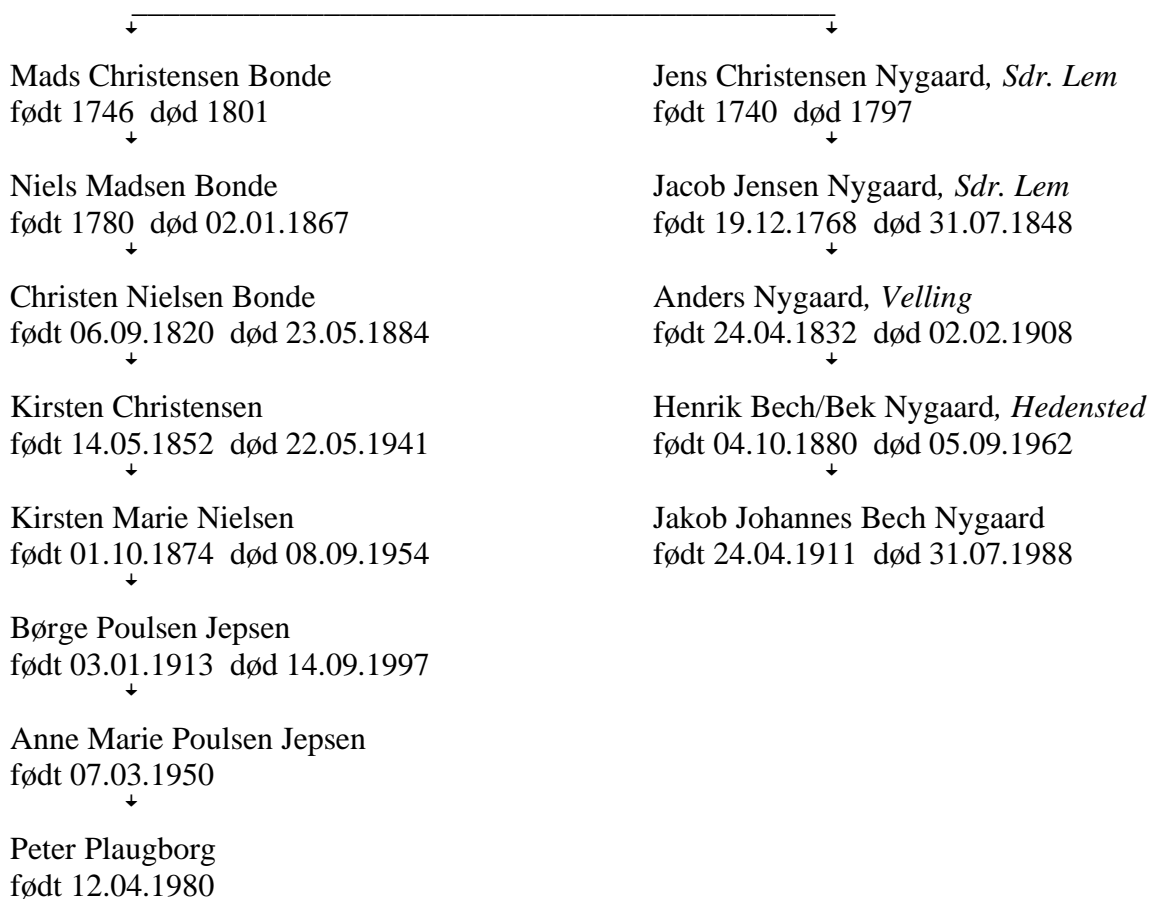 Mads Christensen Bonde
født 1746 død 1801
Niels Madsen Bonde
født 1780 død 02.01.1867
Christen Nielsen Bonde
født 06.09.1820 død 23.05.1884
Kirsten Christensen
født 14.05.1852 død 22.05.1941
Kirsten Marie Nielsen
født 01.10.1874 død 08.09.1954
Børge Poulsen Jepsen
født 03.01.1913 død 14.09.1997
Anne Marie Poulsen Jepsen
født 07.03.1950
Peter Plaugborg
født 12.04.1980
Jens Christensen Nygaard, Sdr. Lem
født 1740 død 1797
Jacob Jensen Nygaard, Sdr. Lem
født 19.12.1768 død 31.07.1848
Anders Nygaard, Velling
født 24.04.1832 død 02.02.1908
Henrik Bech/Bek Nygaard, Hedensted
født 04.10.1880 død 05.09.1962
Jakob Johannes Bech Nygaard
født 24.04.1911 død 31.07.1988